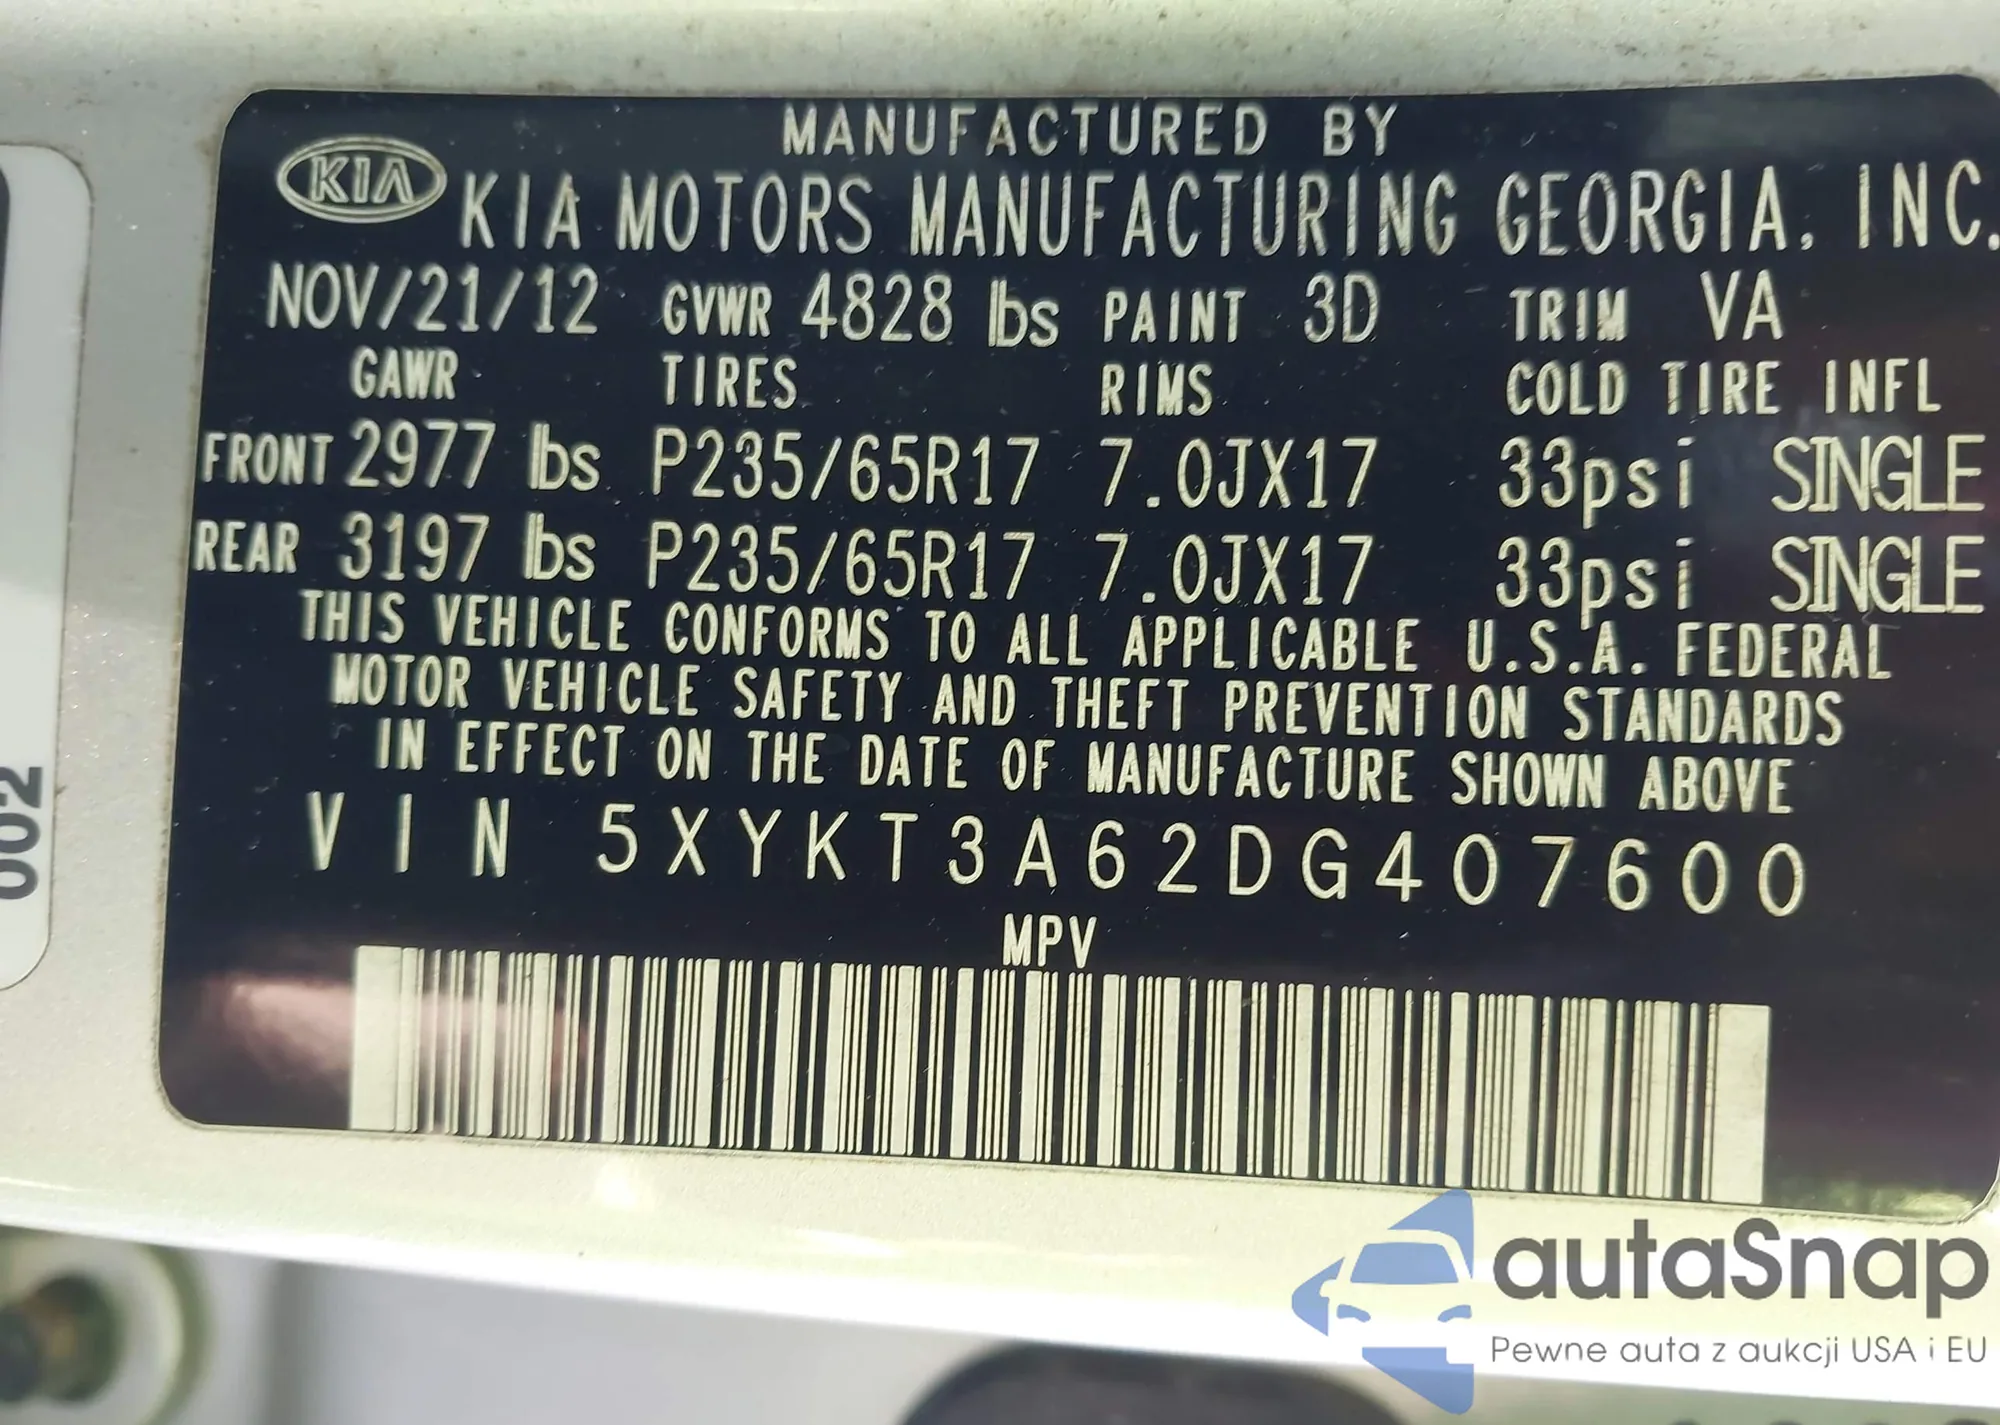 MANUFACTURED BY
KIA KIA MOTORS MANUFACTURING GEORGIA, INC.
NOV/21/12 GVWR 4828 lbs PAINT 3D TRIM VA
GAWR TIRES RIMS COLD TIRE INFL
FRONT 2977 lbs P235/65R17 7.0JX17 33psi SINGLE
REAR 3197 lbs P235/65R17 7.0JX17 33psi SINGLE
THIS VEHICLE CONFORMS TO ALL APPLICABLE U.S.A. FEDERAL
MOTOR VEHICLE SAFETY AND THEFT PREVENTION STANDARDS
IN EFFECT ON THE DATE OF MANUFACTURE SHOWN ABOVE
VIN 5XYKT3A62DG407600
MPV
002
autaSnap
Pewne auta z aukcji USA i EU